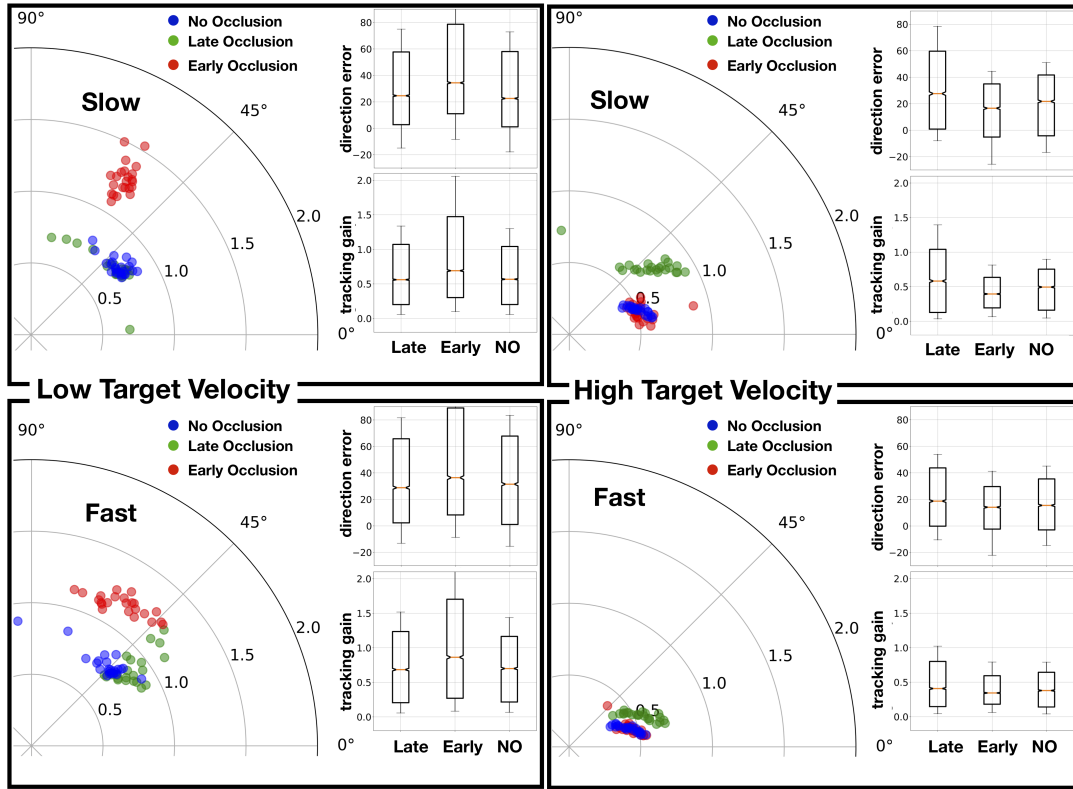 90°
No Occlusion
Late Occlusion
Early Occlusion
Slow
45°
2.0
1.5
1.0
0.5
0°
direction error
80
60
40
20
0
−20
tracking gain
2.0
1.5
1.0
0.5
0.0
Late Early NO
90°
No Occlusion
Late Occlusion
Early Occlusion
Slow
45°
2.0
1.5
1.0
0.5
0°
direction error
80
60
40
20
0
−20
tracking gain
2.0
1.5
1.0
0.5
0.0
Late Early NO
Low Target Velocity
High Target Velocity
90°
No Occlusion
Late Occlusion
Early Occlusion
Fast
45°
2.0
1.5
1.0
0.5
0°
direction error
80
60
40
20
0
−20
tracking gain
2.0
1.5
1.0
0.5
0.0
Late Early NO
90°
No Occlusion
Late Occlusion
Early Occlusion
Fast
45°
2.0
1.5
1.0
0.5
0°
direction error
80
60
40
20
0
−20
tracking gain
2.0
1.5
1.0
0.5
0.0
Late Early NO